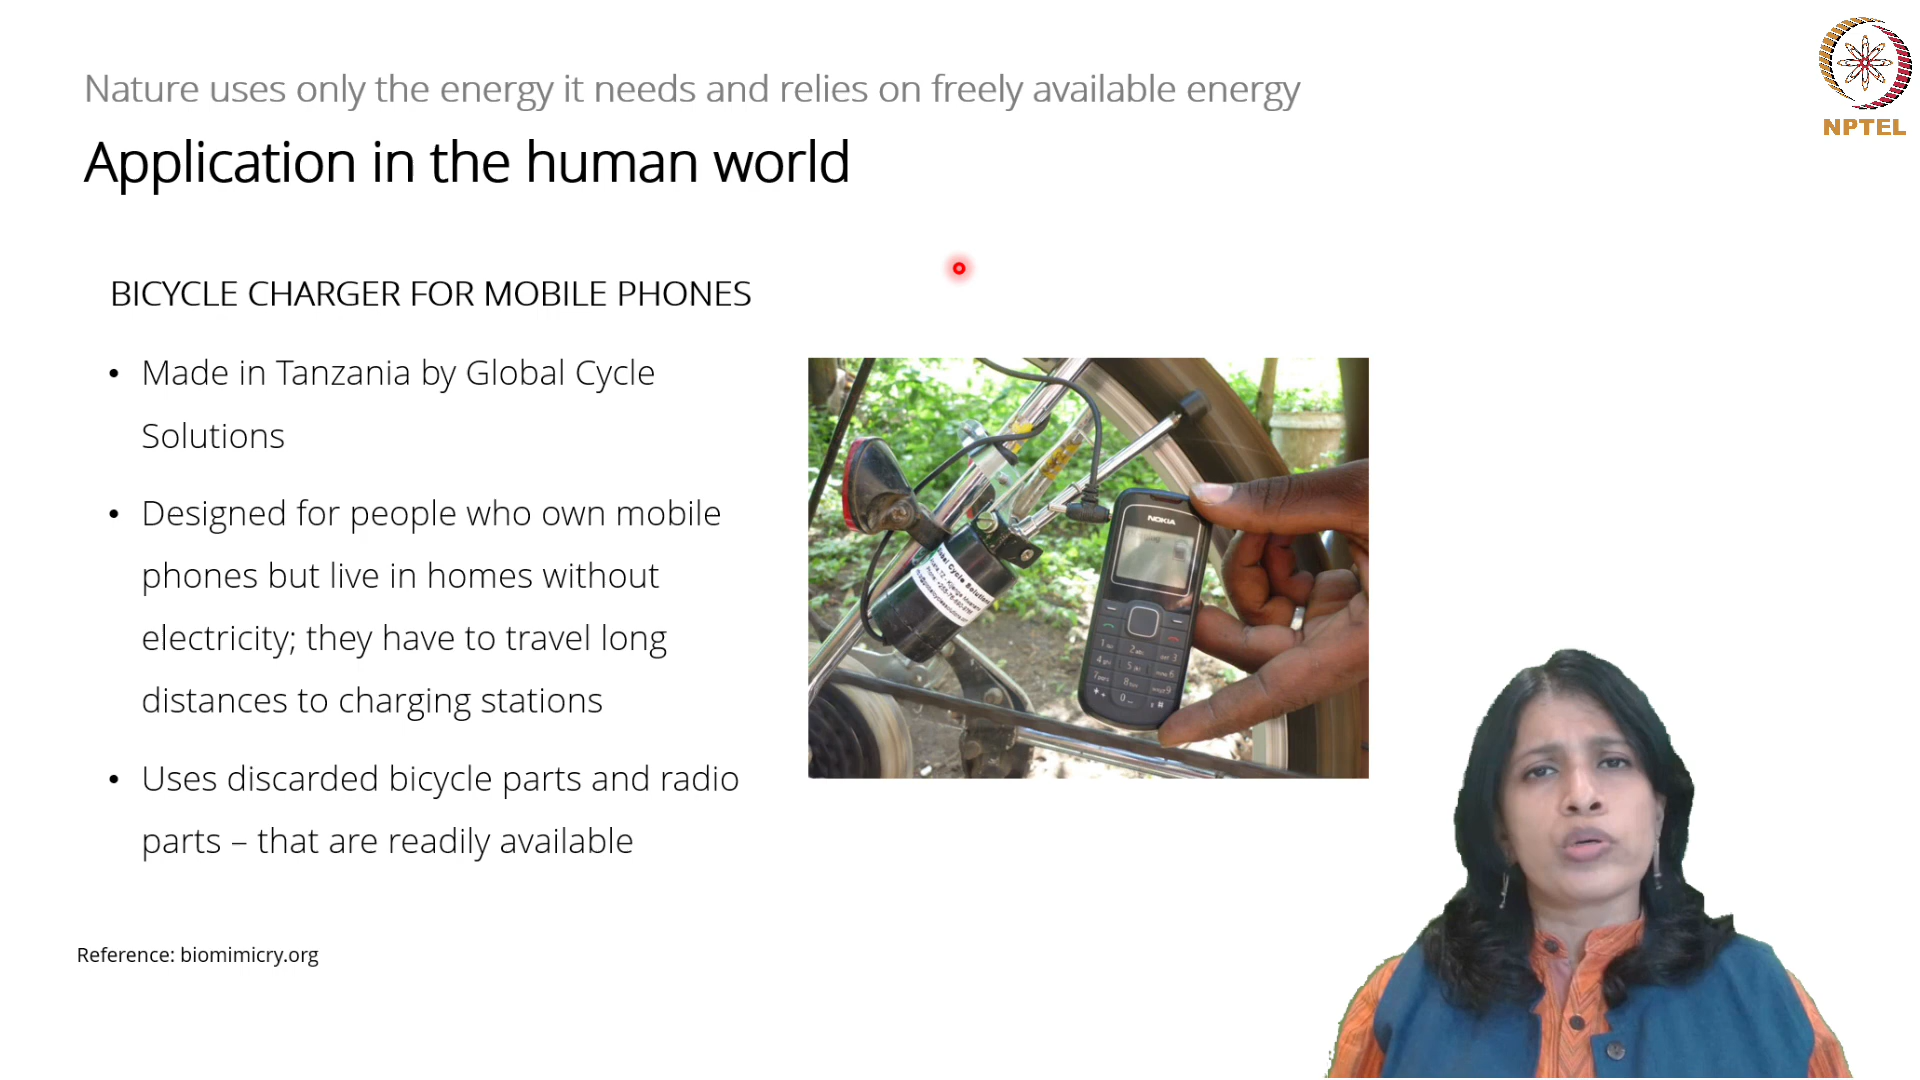 Nature uses only the energy it needs and relies on freely available energy
Application in the human world
NPTEL
BICYCLE CHARGER FOR MOBILE PHONES
• Made in Tanzania by Global Cycle
Solutions
• Designed for people who own mobile
phones but live in homes without
electricity; they have to travel long
distances to charging stations
• Uses discarded bicycle parts and radio
parts – that are readily available
NOKIA
Reference: biomimicry.org